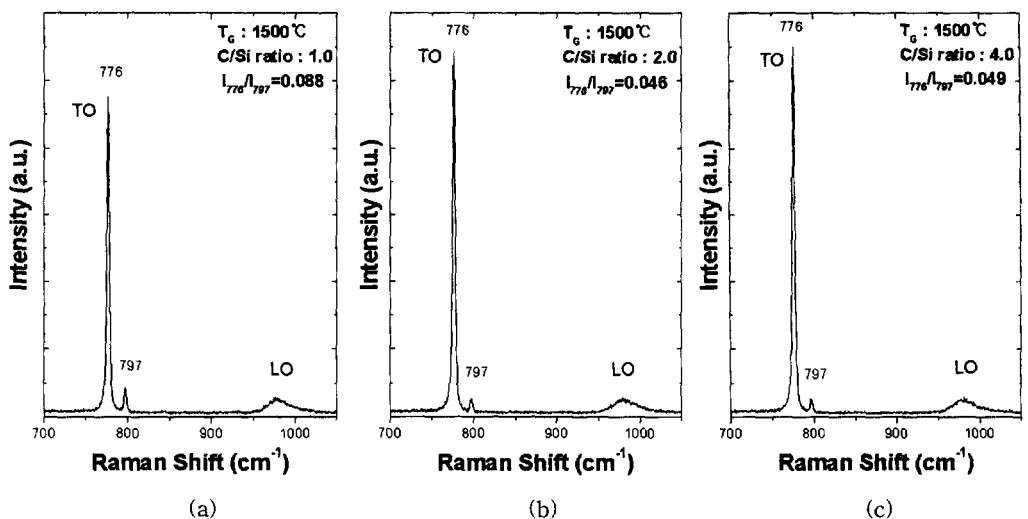 T_G : 1500℃
C/Si ratio : 1.0
I_776/I_797=0.088
776
TO
797
LO
Intensity (a.u.)
700 800 900 1000
Raman Shift (cm⁻¹)
(a)
T_G : 1500℃
C/Si ratio : 2.0
I_776/I_797=0.046
776
TO
797
LO
Intensity (a.u.)
700 800 900 1000
Raman Shift (cm⁻¹)
(b)
T_G : 1500℃
C/Si ratio : 4.0
I_776/I_797=0.049
776
TO
797
LO
Intensity (a.u.)
700 800 900 1000
Raman Shift (cm⁻¹)
(c)